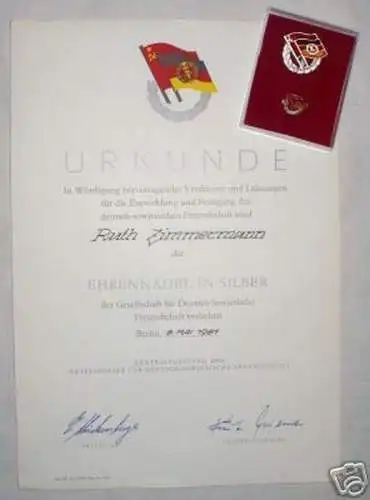 URKUNDE
In Würdigung hervorragender Verdienste und Leistungen
für die Entwicklung und Festigung der
deutsch-sowjetischen Freundschaft wird
Ruth Zimmermann
die
EHRENNADEL IN SILBER
der Gesellschaft für Deutsch-Sowjetische
Freundschaft verliehen
Berlin, 8. MAI 1981
ZENTRALVORSTAND DER
GESELLSCHAFT FÜR DEUTSCH-SOWJETISCHE FREUNDSCHAFT